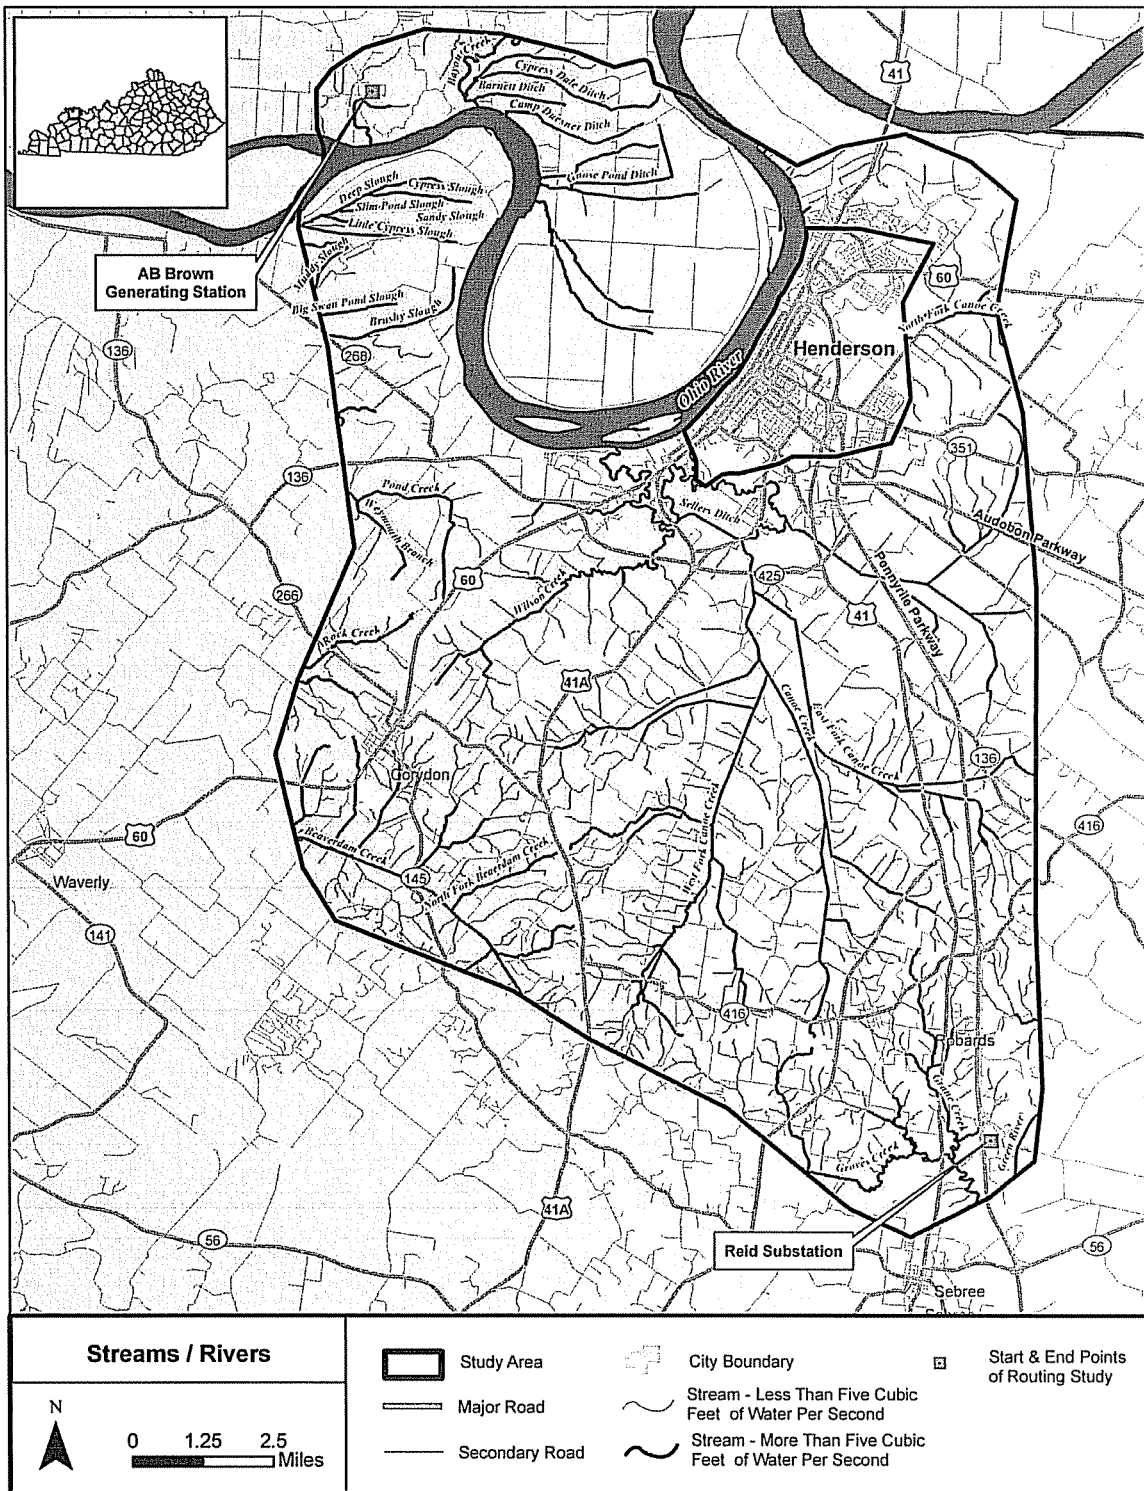 41
Bayou Creek
Cypress Dale Ditch
Barnett Ditch
Camp Duesner Ditch
Goose Pond Ditch
Deep Slough
Cypress Slough
Slim Pond Slough
Sandy Slough
Little Cypress Slough
Muddy Slough
AB Brown
Generating Station
Big Swan Pond Slough
Brushy Slough
60
North Fork Canoe Creek
136
268
Henderson
Ohio River
351
136
Pond Creek
Sellers Ditch
Audobon Parkway
266
60
Wilson Creek
425
41
Pennyrile Parkway
Rock Creek
41A
Canoe Creek
East Fork Canoe Creek
136
Corydon
60
Waverly
Beaverdam Creek
145
North Fork Beaverdam Creek
West Fork Canoe Creek
416
141
416
Robards
Groves Creek
Green River
41A
56
Reid Substation
56
Sebree
Streams / Rivers
N
0 1.25 2.5
Miles
Study Area
Major Road
Secondary Road
City Boundary
Stream - Less Than Five Cubic
Feet of Water Per Second
Stream - More Than Five Cubic
Feet of Water Per Second
Start & End Points
of Routing Study